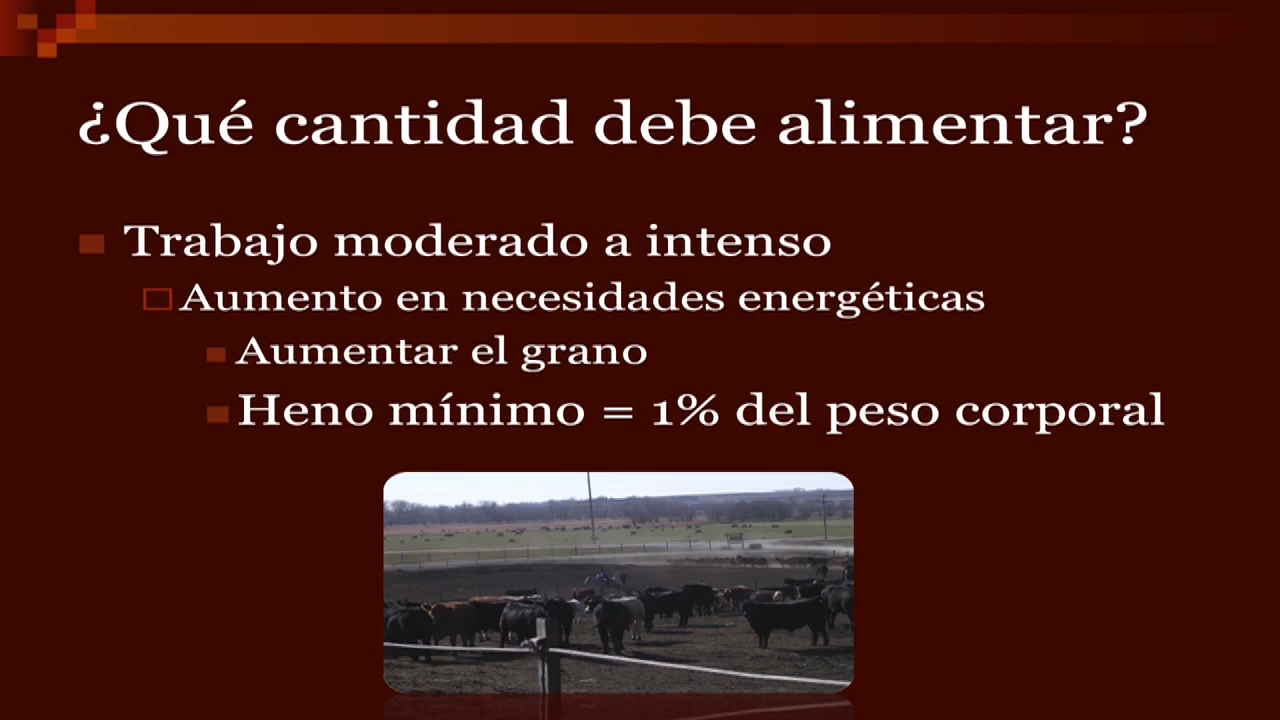 ¿Qué cantidad debe alimentar?
Trabajo moderado a intenso
Aumento en necesidades energéticas
Aumentar el grano
Heno mínimo = 1% del peso corporal